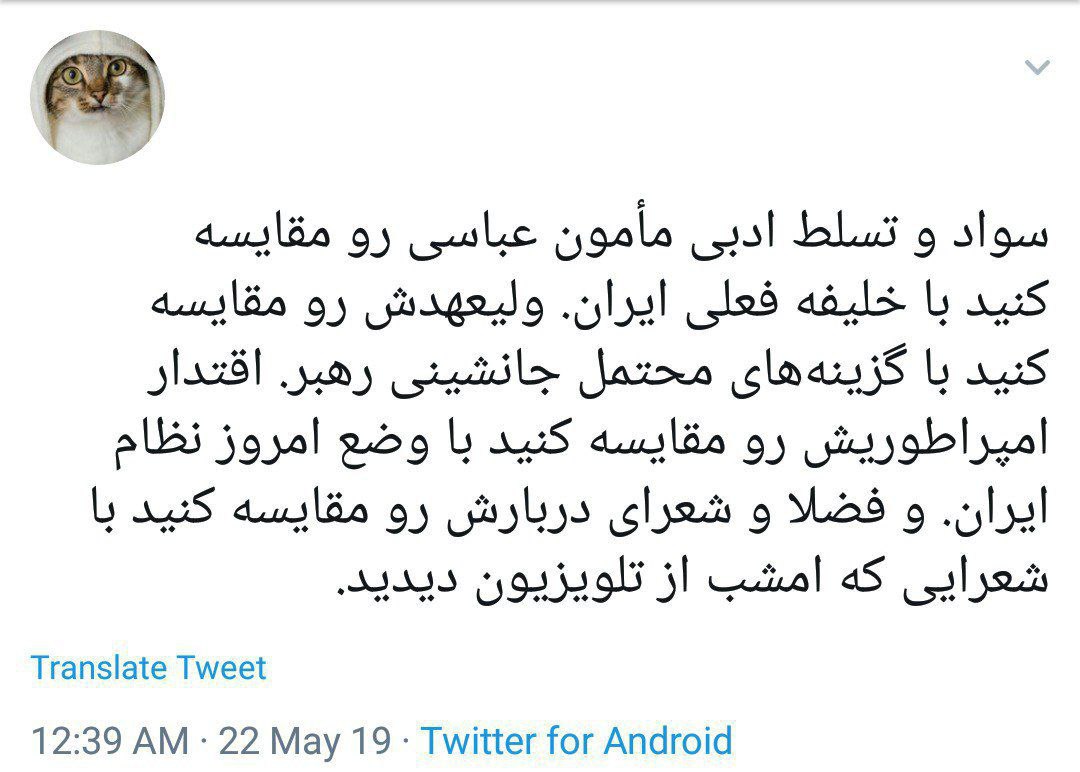 سواد و تسلط ادبی مأمون عباسی رو مقایسه
کنید با خلیفه فعلی ایران. ولیعهدش رو مقایسه
کنید با گزینه‌های محتمل جانشینی رهبر. اقتدار
امپراطوریش رو مقایسه کنید با وضع امروز نظام
ایران. و فضلا و شعرای دربارش رو مقایسه کنید با
شعرایی که امشب از تلویزیون دیدید.
Translate Tweet
12:39 AM · 22 May 19 · Twitter for Android